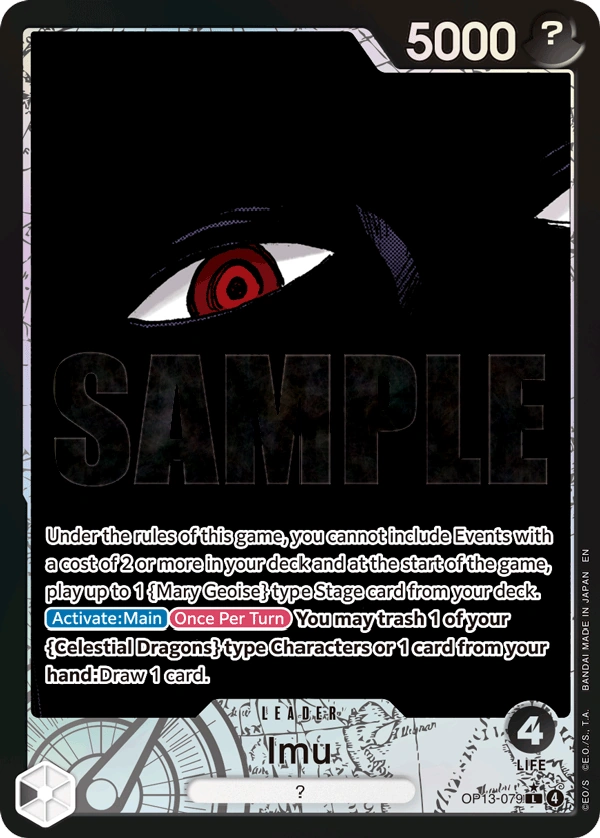 5000 ?
SAMPLE
Under the rules of this game, you cannot include Events with
a cost of 2 or more in your deck and at the start of the game,
play up to 1 {Mary Geoise} type Stage card from your deck.
Activate:Main Once Per Turn You may trash 1 of your
{Celestial Dragons} type Characters or 1 card from your
hand:Draw 1 card.
LEADER
4
LIFE
Imu
?
OP13-079 L 4
©E.O/S ©E.O./S., T.A. BANDAI MADE IN JAPAN EN